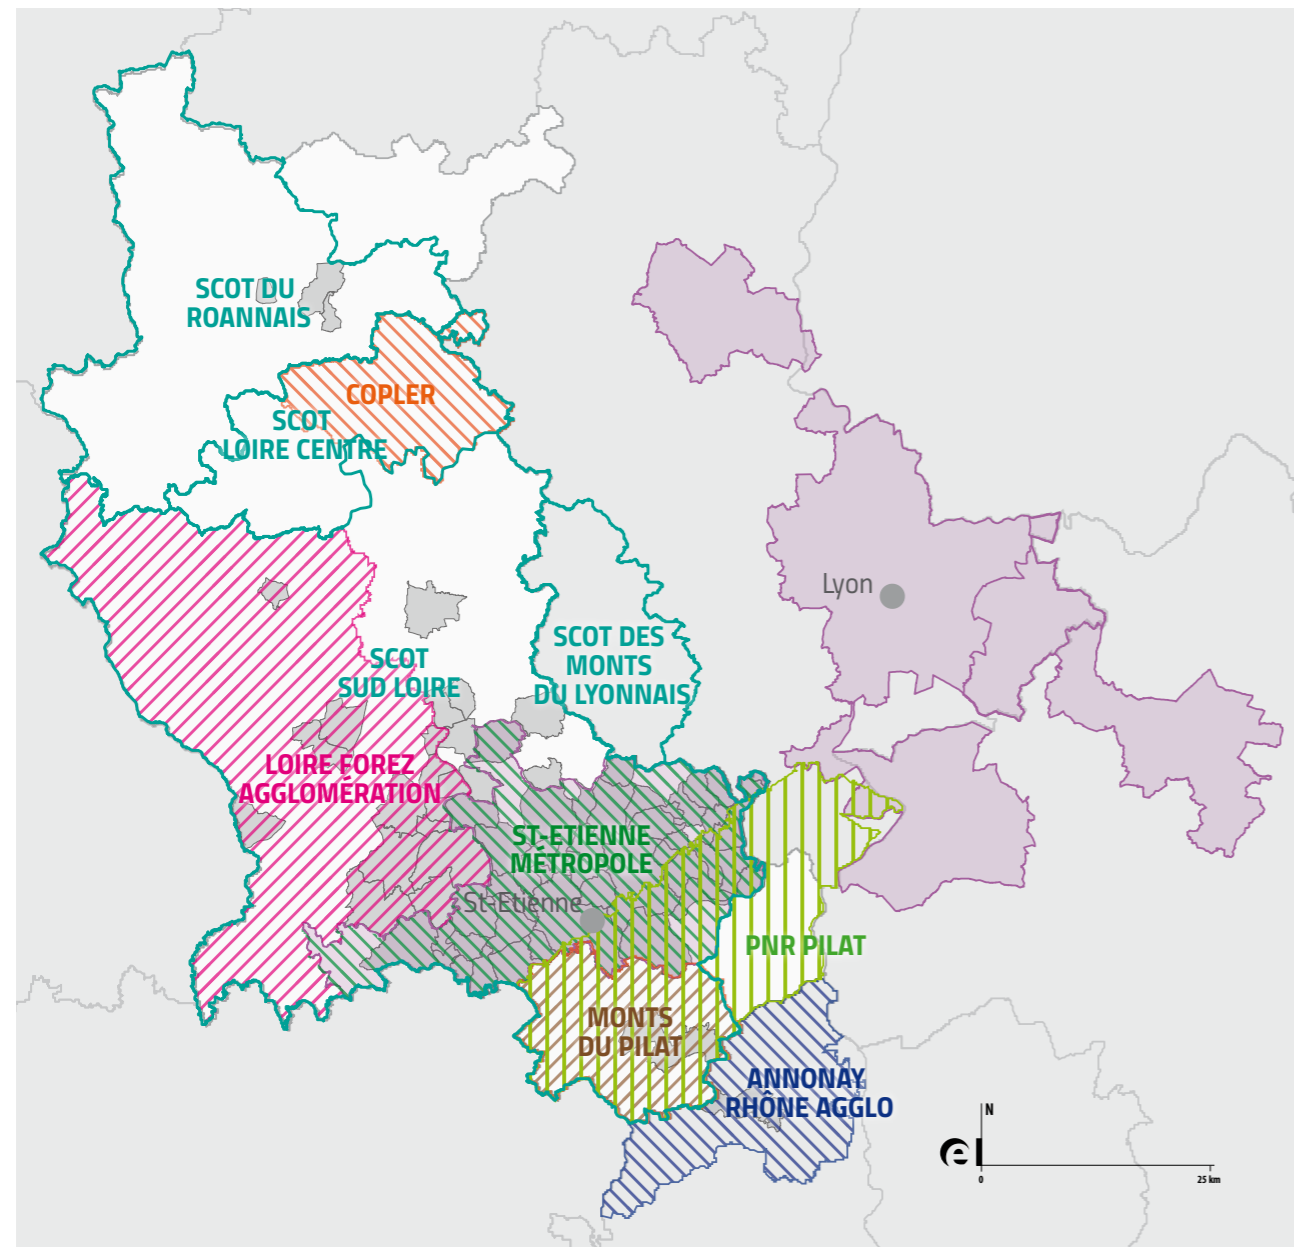 SCOT DU
ROANNAIS
COPLER
SCOT
LOIRE CENTRE
Lyon
SCOT DES
MONTS
DU LYONNAIS
SCOT
SUD LOIRE
LOIRE FOREZ
AGGLOMÉRATION
ST-ETIENNE
MÉTROPOLE
St-Etienne
PNR PILAT
MONTS
DU PILAT
ANNONAY
RHÔNE AGGLO
N
e
0
25 km